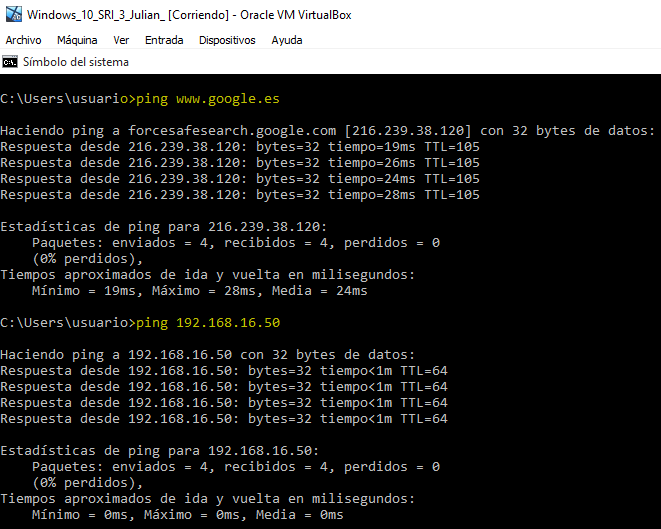 Windows_10_SRI_3_Julian_ [Corriendo] - Oracle VM VirtualBox
Archivo Máquina Ver Entrada Dispositivos Ayuda
Símbolo del sistema
C:\Users\usuario>ping www.google.es
Haciendo ping a forcesafesearch.google.com [216.239.38.120] con 32 bytes de datos:
Respuesta desde 216.239.38.120: bytes=32 tiempo=19ms TTL=105
Respuesta desde 216.239.38.120: bytes=32 tiempo=26ms TTL=105
Respuesta desde 216.239.38.120: bytes=32 tiempo=24ms TTL=105
Respuesta desde 216.239.38.120: bytes=32 tiempo=28ms TTL=105
Estadísticas de ping para 216.239.38.120:
Paquetes: enviados = 4, recibidos = 4, perdidos = 0
(0% perdidos),
Tiempos aproximados de ida y vuelta en milisegundos:
Mínimo = 19ms, Máximo = 28ms, Media = 24ms
C:\Users\usuario>ping 192.168.16.50
Haciendo ping a 192.168.16.50 con 32 bytes de datos:
Respuesta desde 192.168.16.50: bytes=32 tiempo<1m TTL=64
Respuesta desde 192.168.16.50: bytes=32 tiempo<1m TTL=64
Respuesta desde 192.168.16.50: bytes=32 tiempo<1m TTL=64
Respuesta desde 192.168.16.50: bytes=32 tiempo<1m TTL=64
Estadísticas de ping para 192.168.16.50:
Paquetes: enviados = 4, recibidos = 4, perdidos = 0
(0% perdidos),
Tiempos aproximados de ida y vuelta en milisegundos:
Mínimo = 0ms, Máximo = 0ms, Media = 0ms